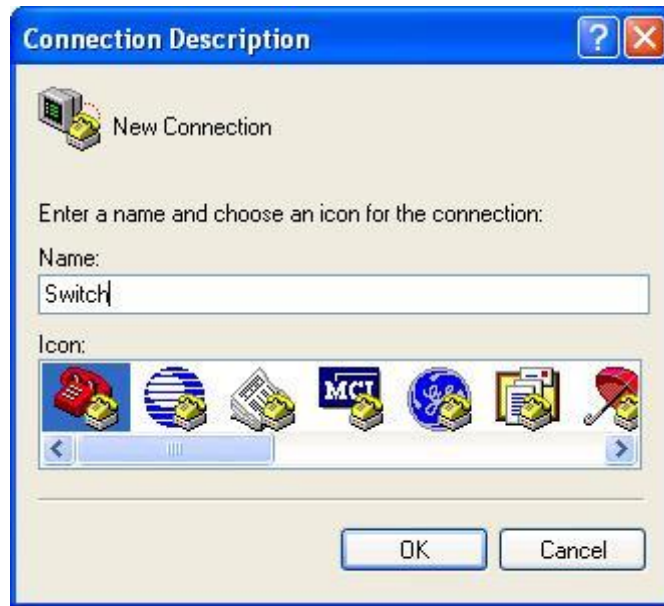 Connection Description
New Connection
Enter a name and choose an icon for the connection:
Name:
Switch
Icon:
MCI
OK
Cancel